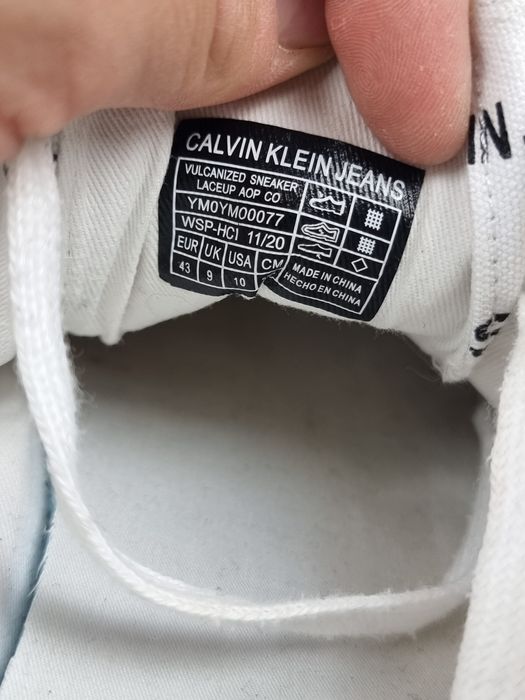 CALVIN KLEIN JEANS
VULCANIZED SNEAKER
LACEUP AOP CO
YM0YM00077
WSP-HCI 11/20
EUR UK USA CM
43 9 10
MADE IN CHINA
HECHO EN CHINA